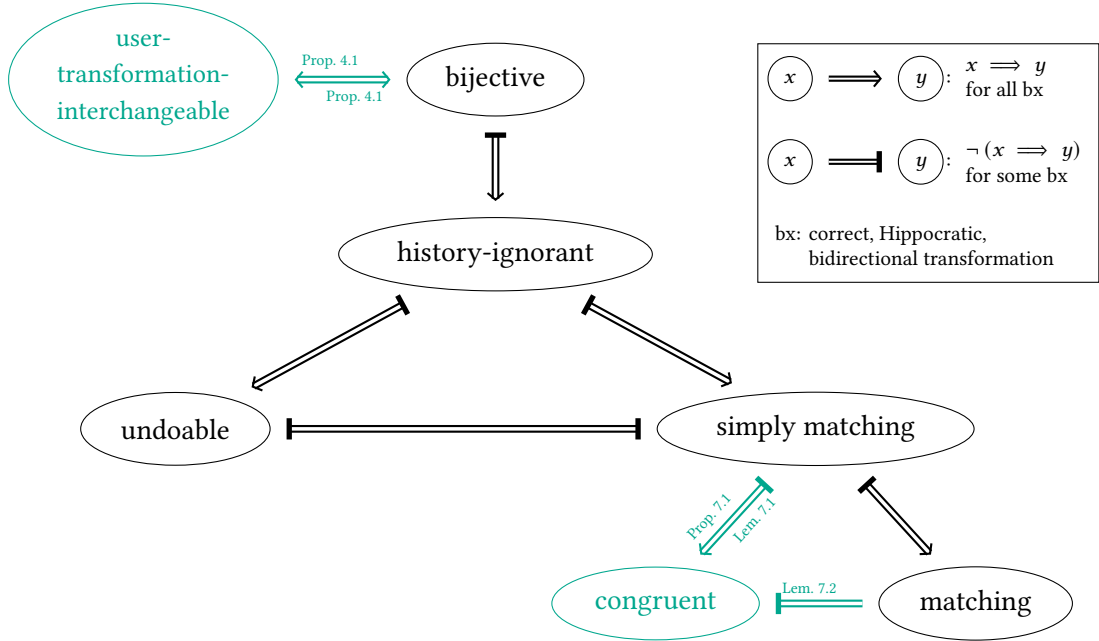 user-
transformation-
interchangeable
Prop. 4.1
Prop. 4.1
bijective
x
y
: x ⟹ y
for all bx
x
y
: ¬ (x ⟹ y)
for some bx
bx: correct, Hippocratic,
bidirectional transformation
history-ignorant
undoable
simply matching
Prop. 7.1
Lem. 7.1
congruent
Lem. 7.2
matching